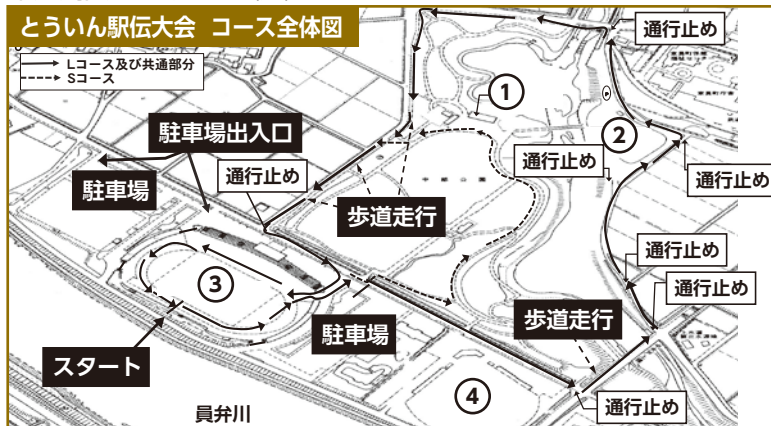 とういん駅伝大会 コース全体図
Lコース及び共通部分
Sコース
通行止め
①
②
駐車場出入口
駐車場
通行止め
通行止め
通行止め
歩道走行
中部公園
通行止め
③
通行止め
駐車場
歩道走行
スタート
④
通行止め
員弁川